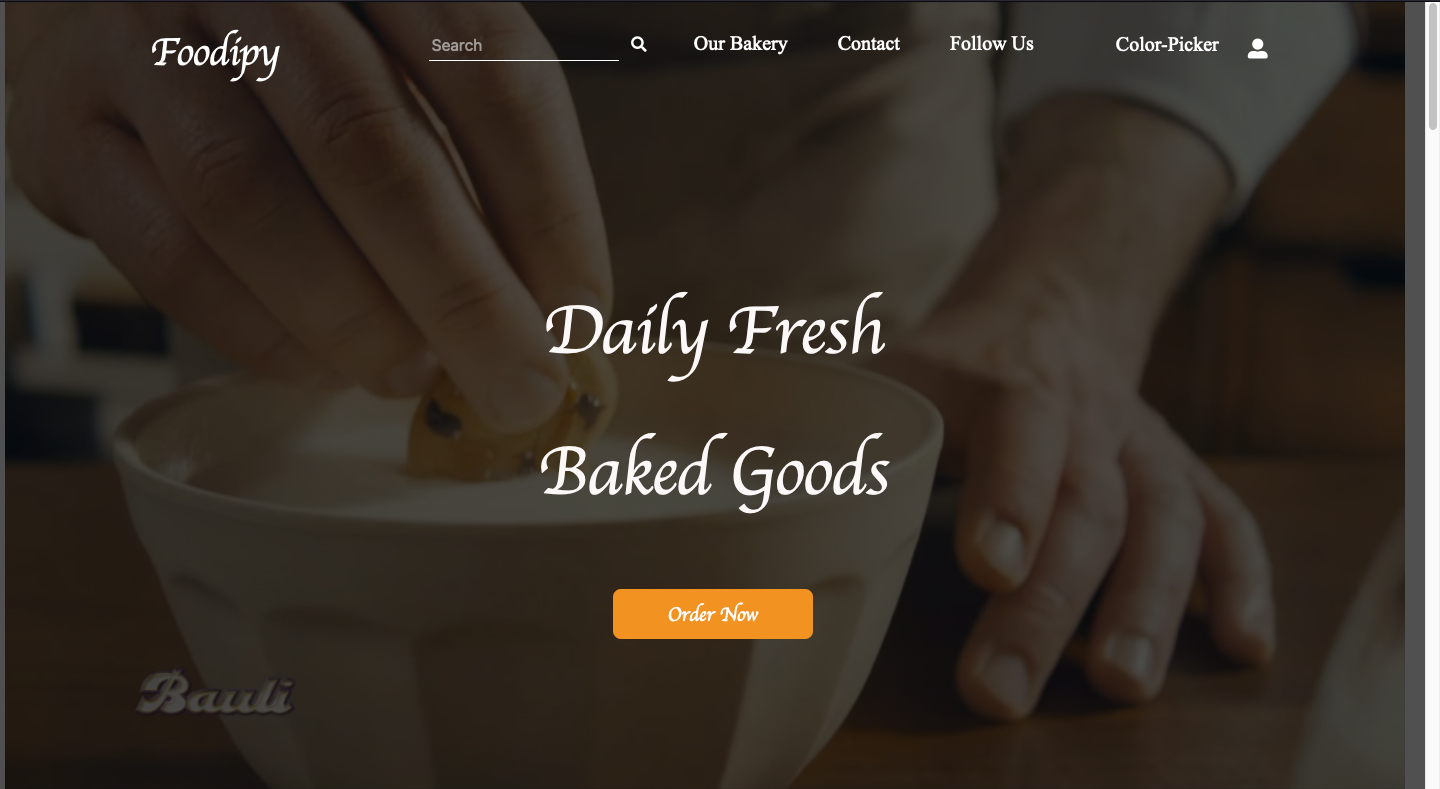 Foodipy
Search
Our Bakery
Contact
Follow Us
Color-Picker
Daily Fresh
Baked Goods
Order Now
Bauli